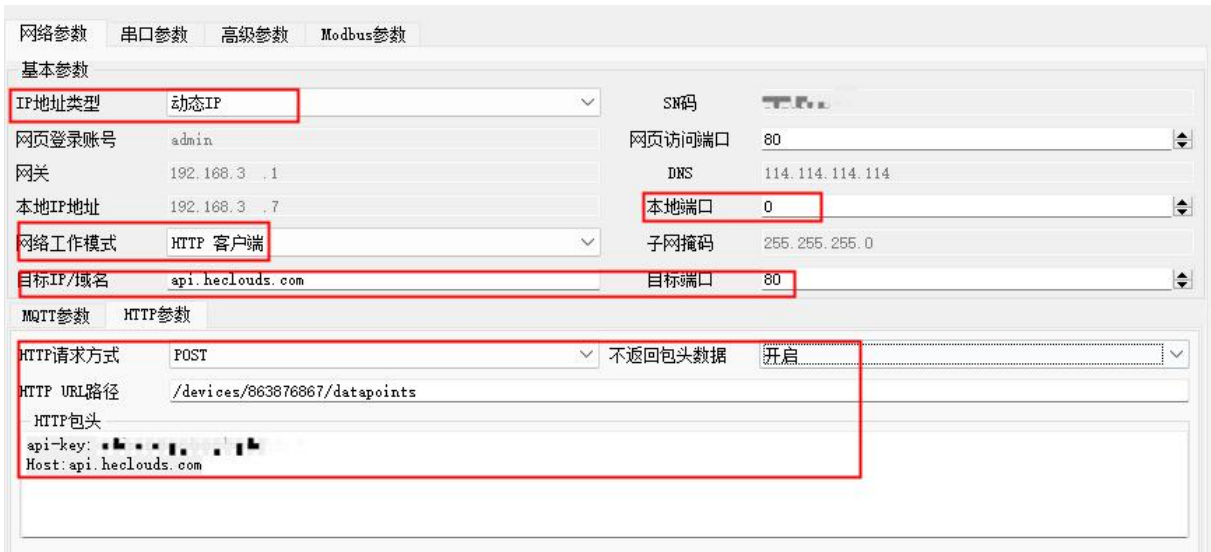 网络参数 串口参数 高级参数 Modbus参数
基本参数
IP地址类型 动态IP SN码
网页登录账号 admin 网页访问端口 80
网关 192.168.3 .1 DNS 114.114.114.114
本地IP地址 192.168.3 .7 本地端口 0
网络工作模式 HTTP 客户端 子网掩码 255.255.255.0
目标IP/域名 api.heclouds.com 目标端口 80
MQTT参数 HTTP参数
HTTP请求方式 POST 不返回包头数据 开启
HTTP URL路径 /devices/863876867/datapoints
HTTP包头
api-key:
Host:api.heclouds.com